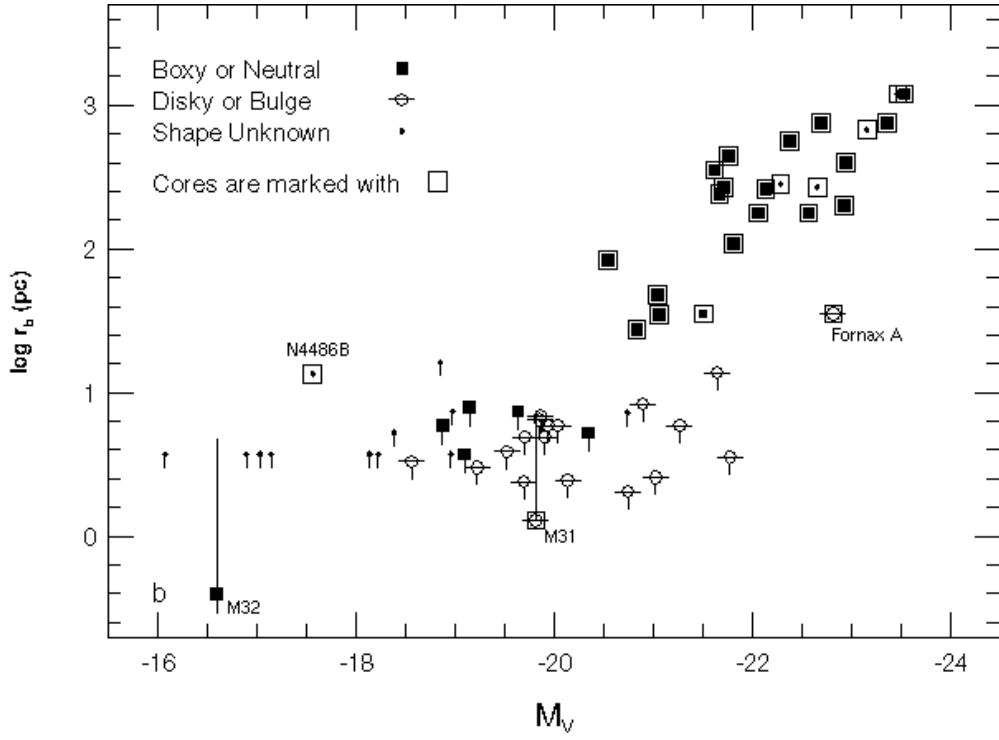 Boxy or Neutral
Disky or Bulge
Shape Unknown
Cores are marked with
log r_b (pc)
3
2
1
0
N4486B
Fornax A
M31
M32
b
-16 -18 -20 -22 -24
M_V